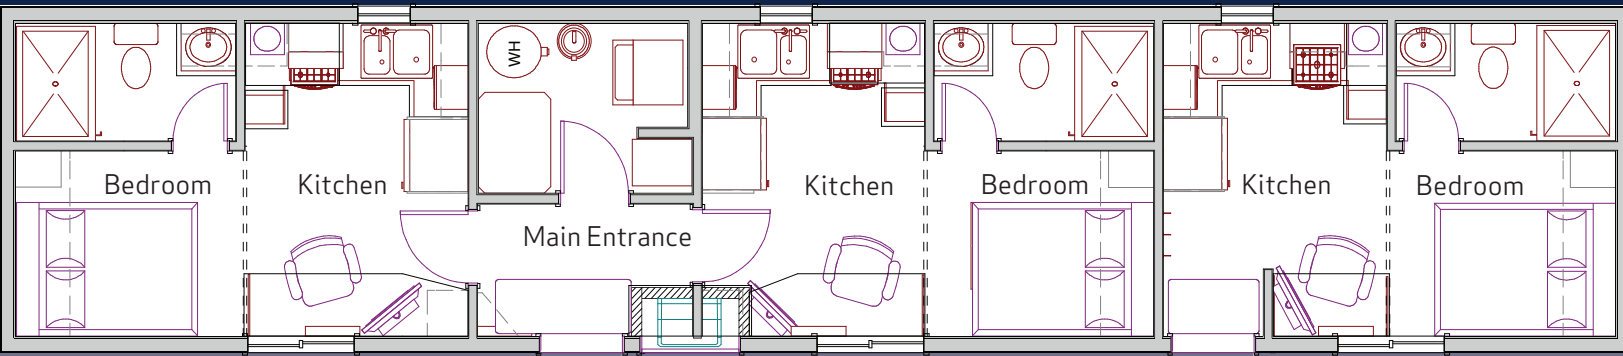 WH
Bedroom
Kitchen
Main Entrance
Kitchen
Bedroom
Kitchen
Bedroom